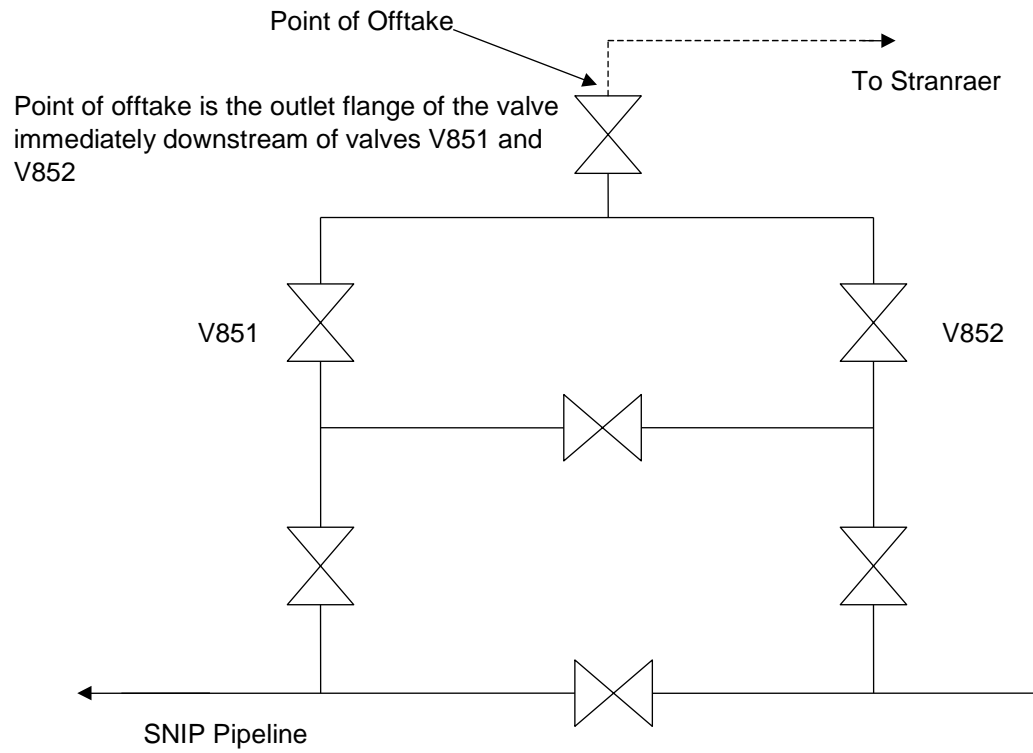 Point of Offtake
To Stranraer
Point of offtake is the outlet flange of the valve
immediately downstream of valves V851 and
V852
V851
V852
SNIP Pipeline